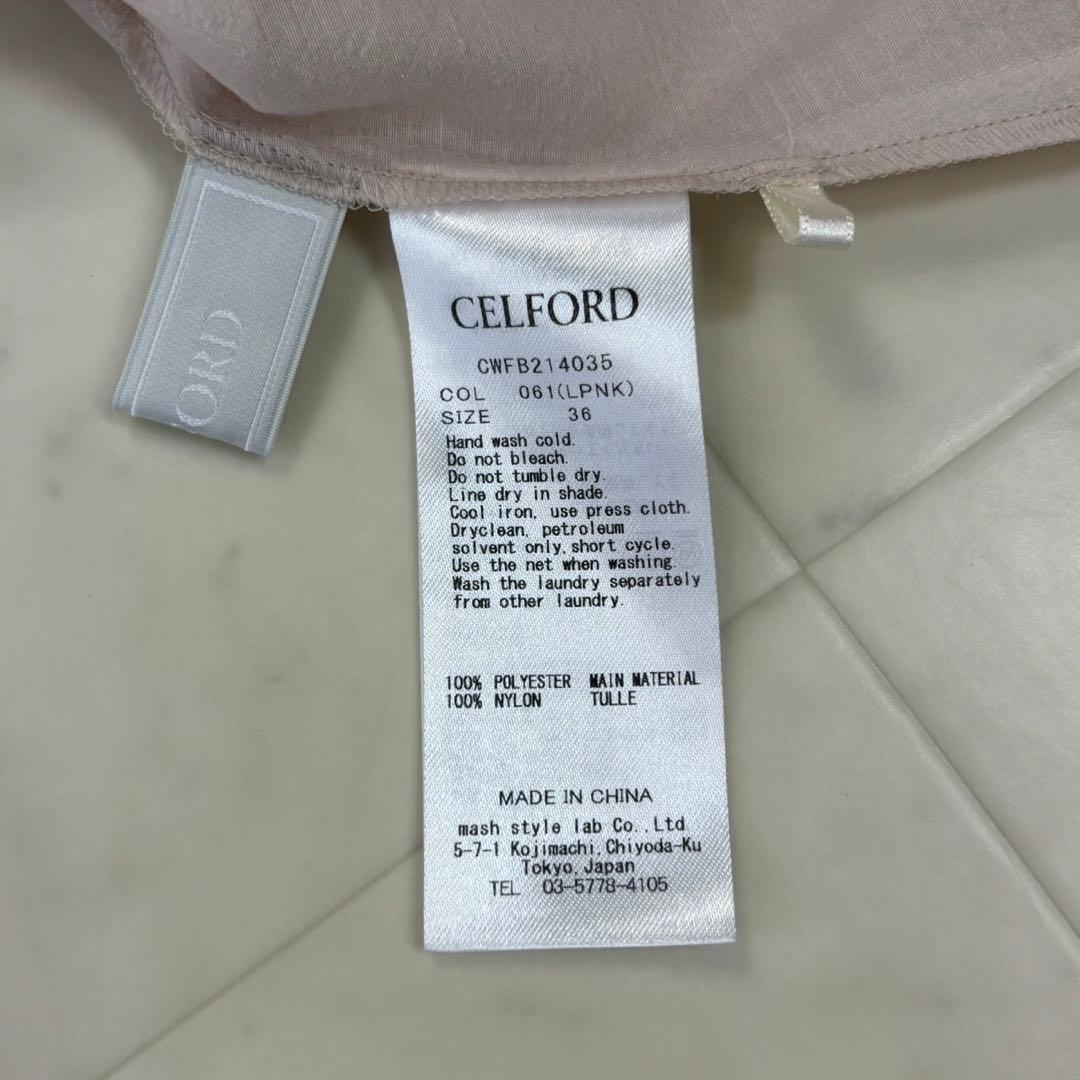 ORD
CELFORD
CWFB214035
COL 061(LPNK)
SIZE 36
Hand wash cold.
Do not bleach.
Do not tumble dry.
Line dry in shade.
Cool iron, use press cloth.
Dryclean, petroleum
solvent only,short cycle.
Use the net when washing.
Wash the laundry separately
from other laundry.
100% POLYESTER MAIN MATERIAL
100% NYLON TULLE
MADE IN CHINA
mash style lab Co.,Ltd.
5-7-1 Kojimachi,Chiyoda-Ku
Tokyo,Japan
TEL 03-5778-4105